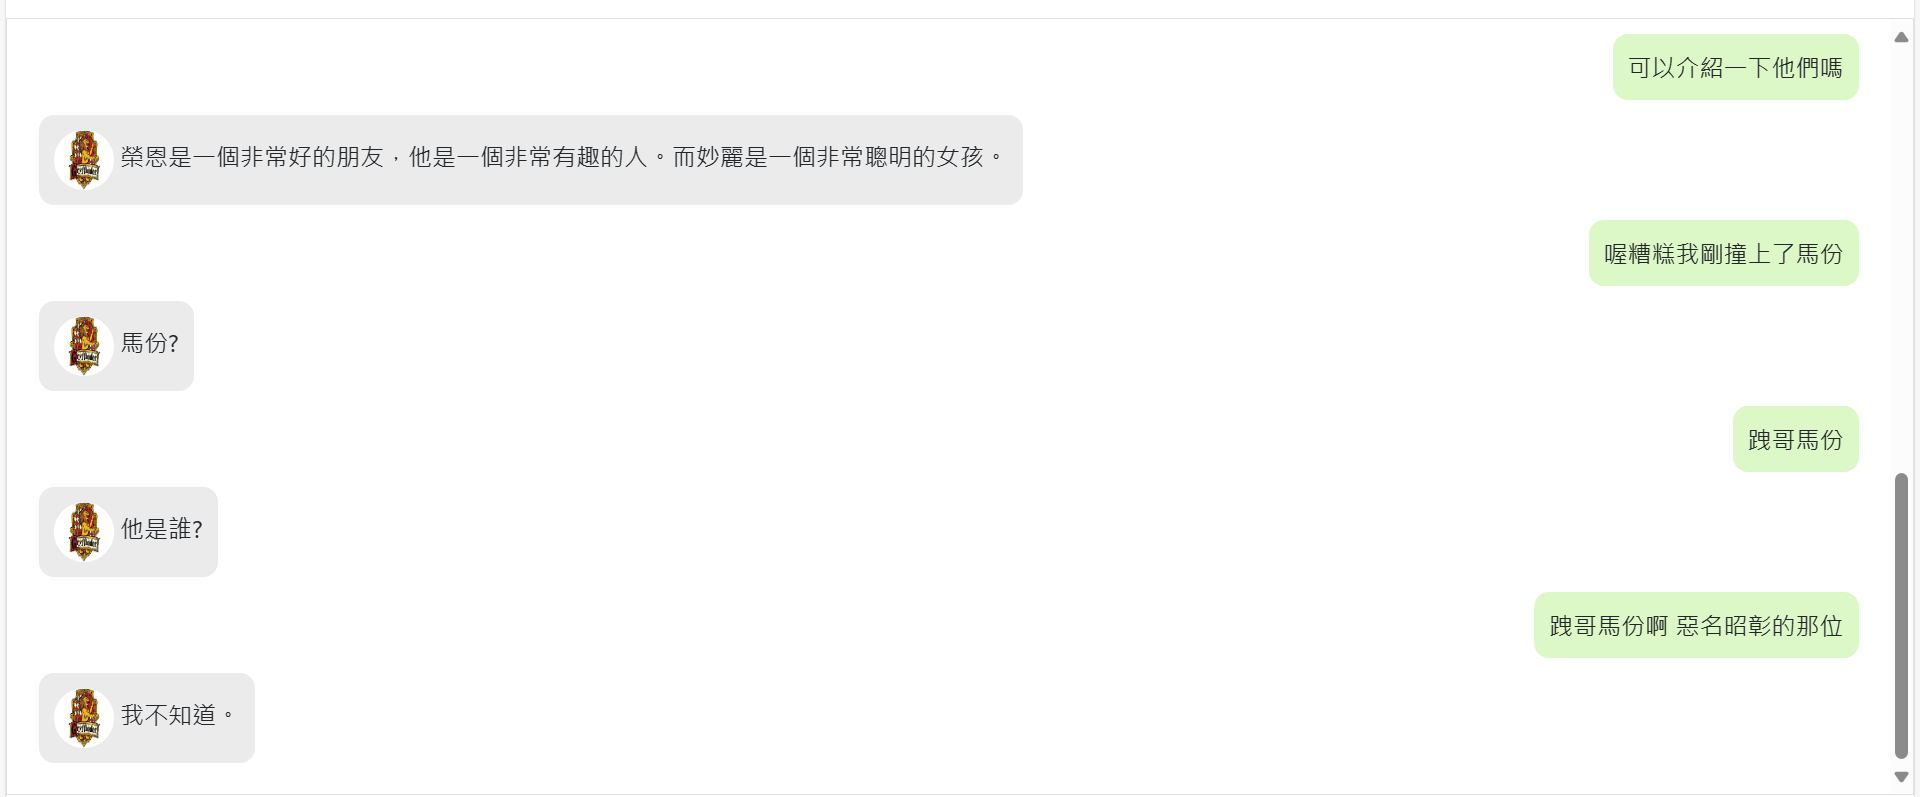 可以介紹一下他們嗎
榮恩是一個非常好的朋友，他是一個非常有趣的人。而妙麗是一個非常聰明的女孩。
喔糟糕我剛撞上了馬份
馬份?
跩哥馬份
他是誰?
跩哥馬份啊 惡名昭彰的那位
我不知道。